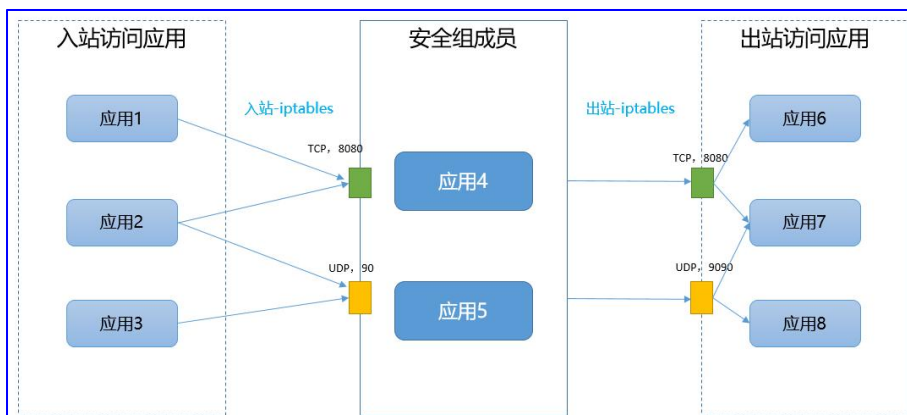 入站访问应用
安全组成员
出站访问应用
入站-iptables
出站-iptables
应用1
应用6
TCP，8080
TCP，8080
应用4
应用2
应用7
UDP，90
UDP，9090
应用5
应用3
应用8